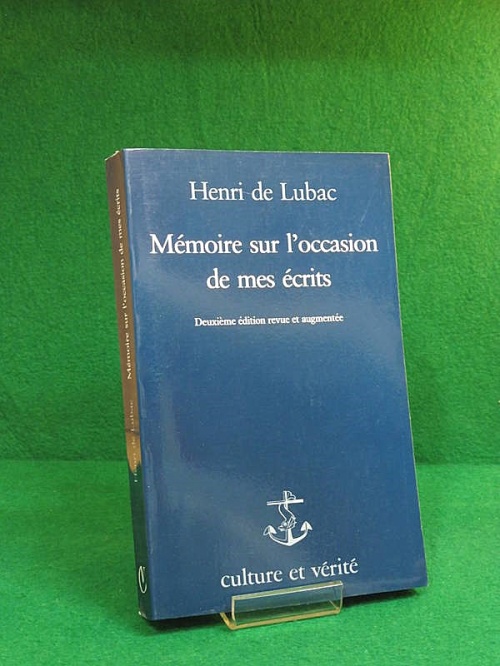 Henri de Lubac
Mémoire sur l'occasion
de mes écrits
Deuxième édition revue et augmentée
culture et vérité
Henri de Lubac
Mémoire sur l'occasion de mes écrits